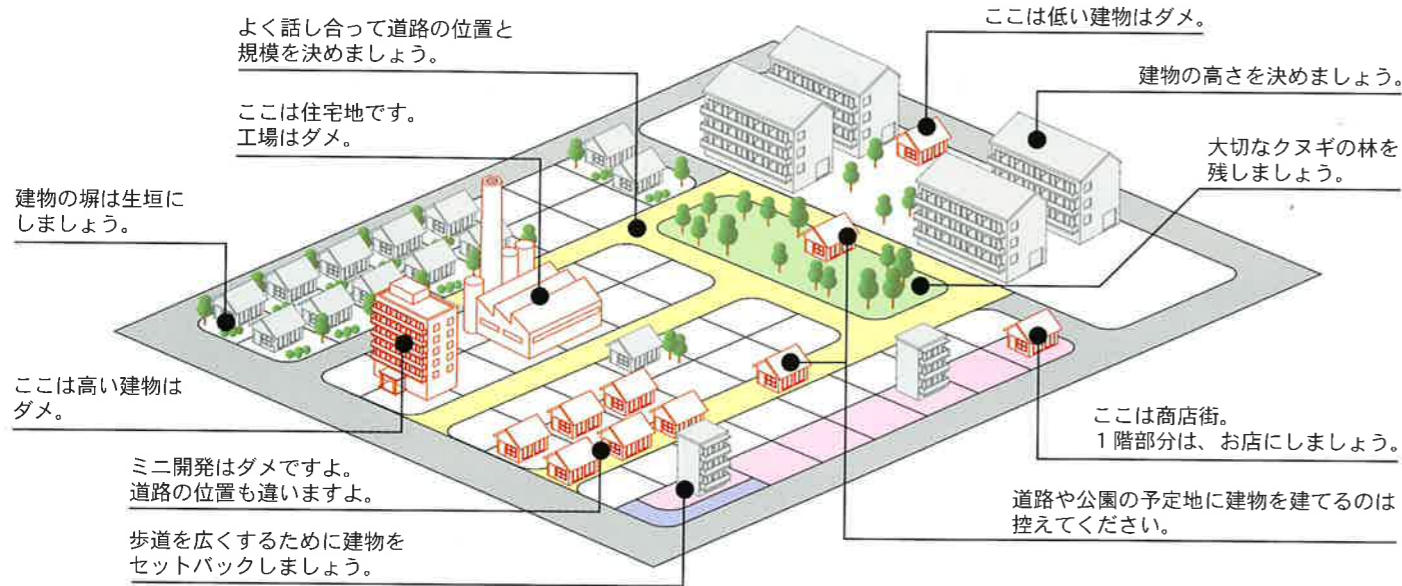 よく話し合って道路の位置と
規模を決めましょう。
ここは低い建物はダメ。
建物の高さを決めましょう。
ここは住宅地です。
工場はダメ。
大切なクヌギの林を
残しましょう。
建物の塀は生垣に
しましょう。
ここは高い建物は
ダメ。
ここは商店街。
1階部分は、お店にしましょう。
ミニ開発はダメですよ。
道路の位置も違いますよ。
道路や公園の予定地に建物を建てるのは
控えてください。
歩道を広くするために建物を
セットバックしましょう。